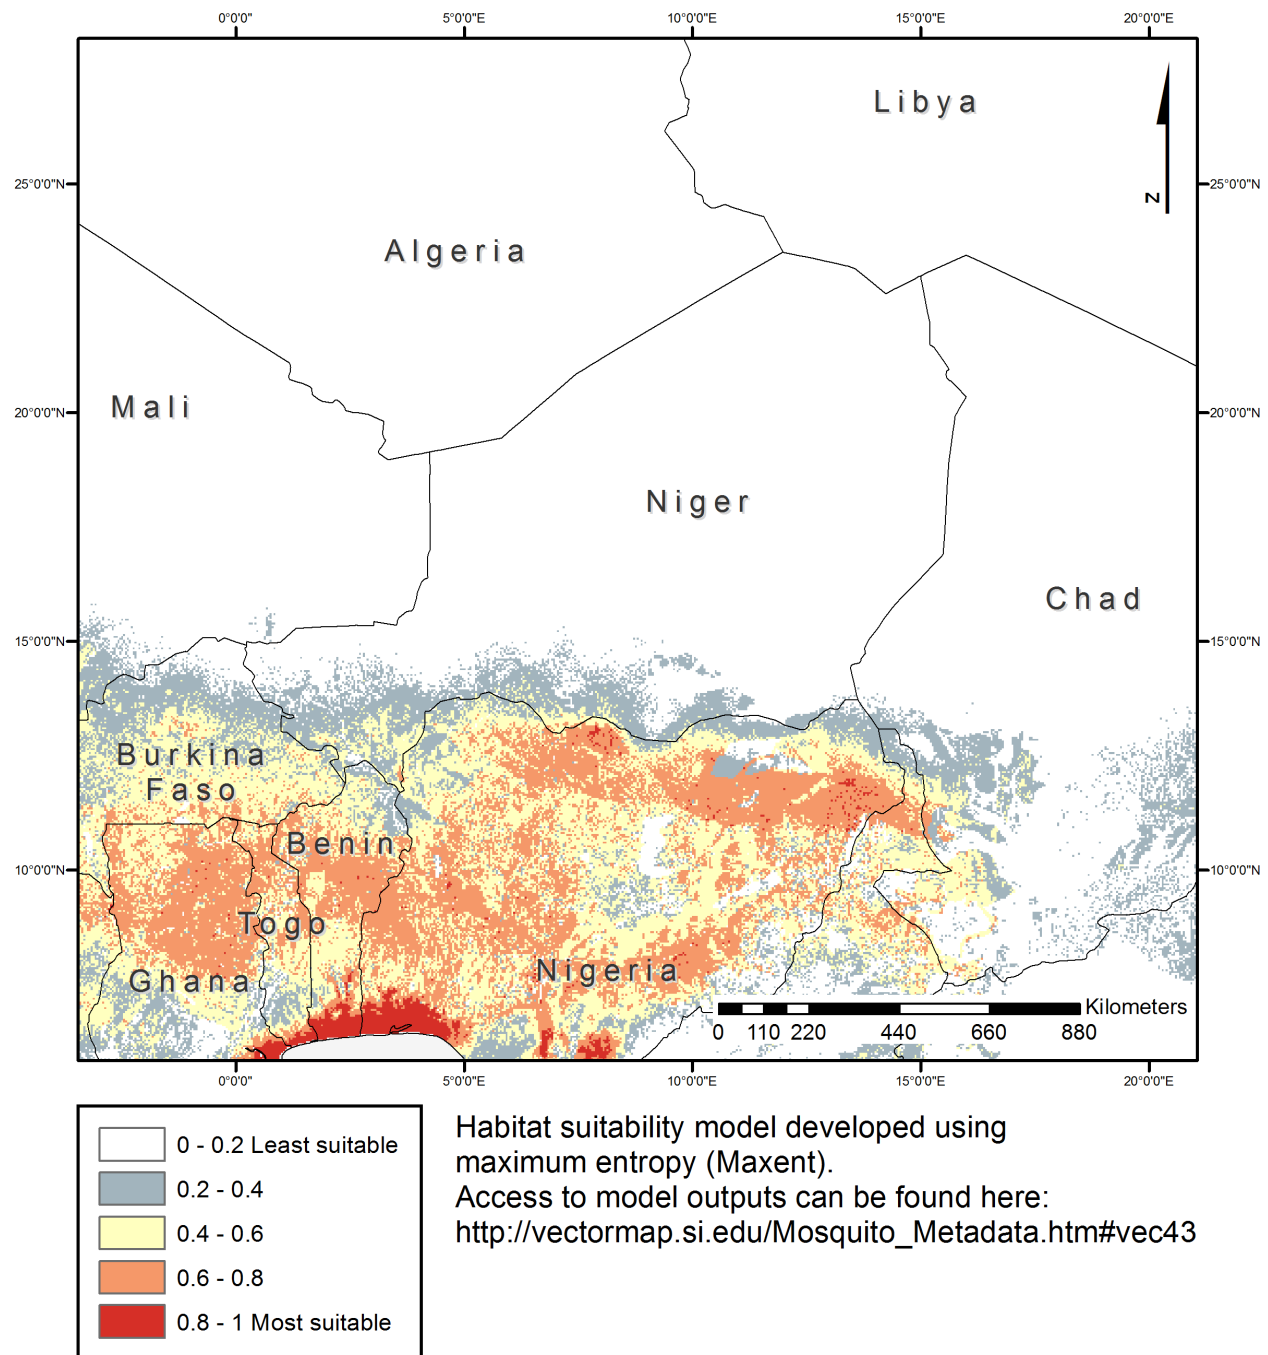 0°0'0" 5°0'0"E 10°0'0"E 15°0'0"E 20°0'0"E
Libya
N
25°0'0"N 25°0'0"N
Algeria
20°0'0"N 20°0'0"N
Mali
Niger
Chad
15°0'0"N 15°0'0"N
Burkina
Faso
Benin
10°0'0"N 10°0'0"N
Togo
Nigeria
Ghana
Kilometers
0 110 220 440 660 880
0°0'0" 5°0'0"E 10°0'0"E 15°0'0"E 20°0'0"E
0 - 0.2 Least suitable
0.2 - 0.4
0.4 - 0.6
0.6 - 0.8
0.8 - 1 Most suitable
Habitat suitability model developed using
maximum entropy (Maxent).
Access to model outputs can be found here:
http://vectormap.si.edu/Mosquito_Metadata.htm#vec43